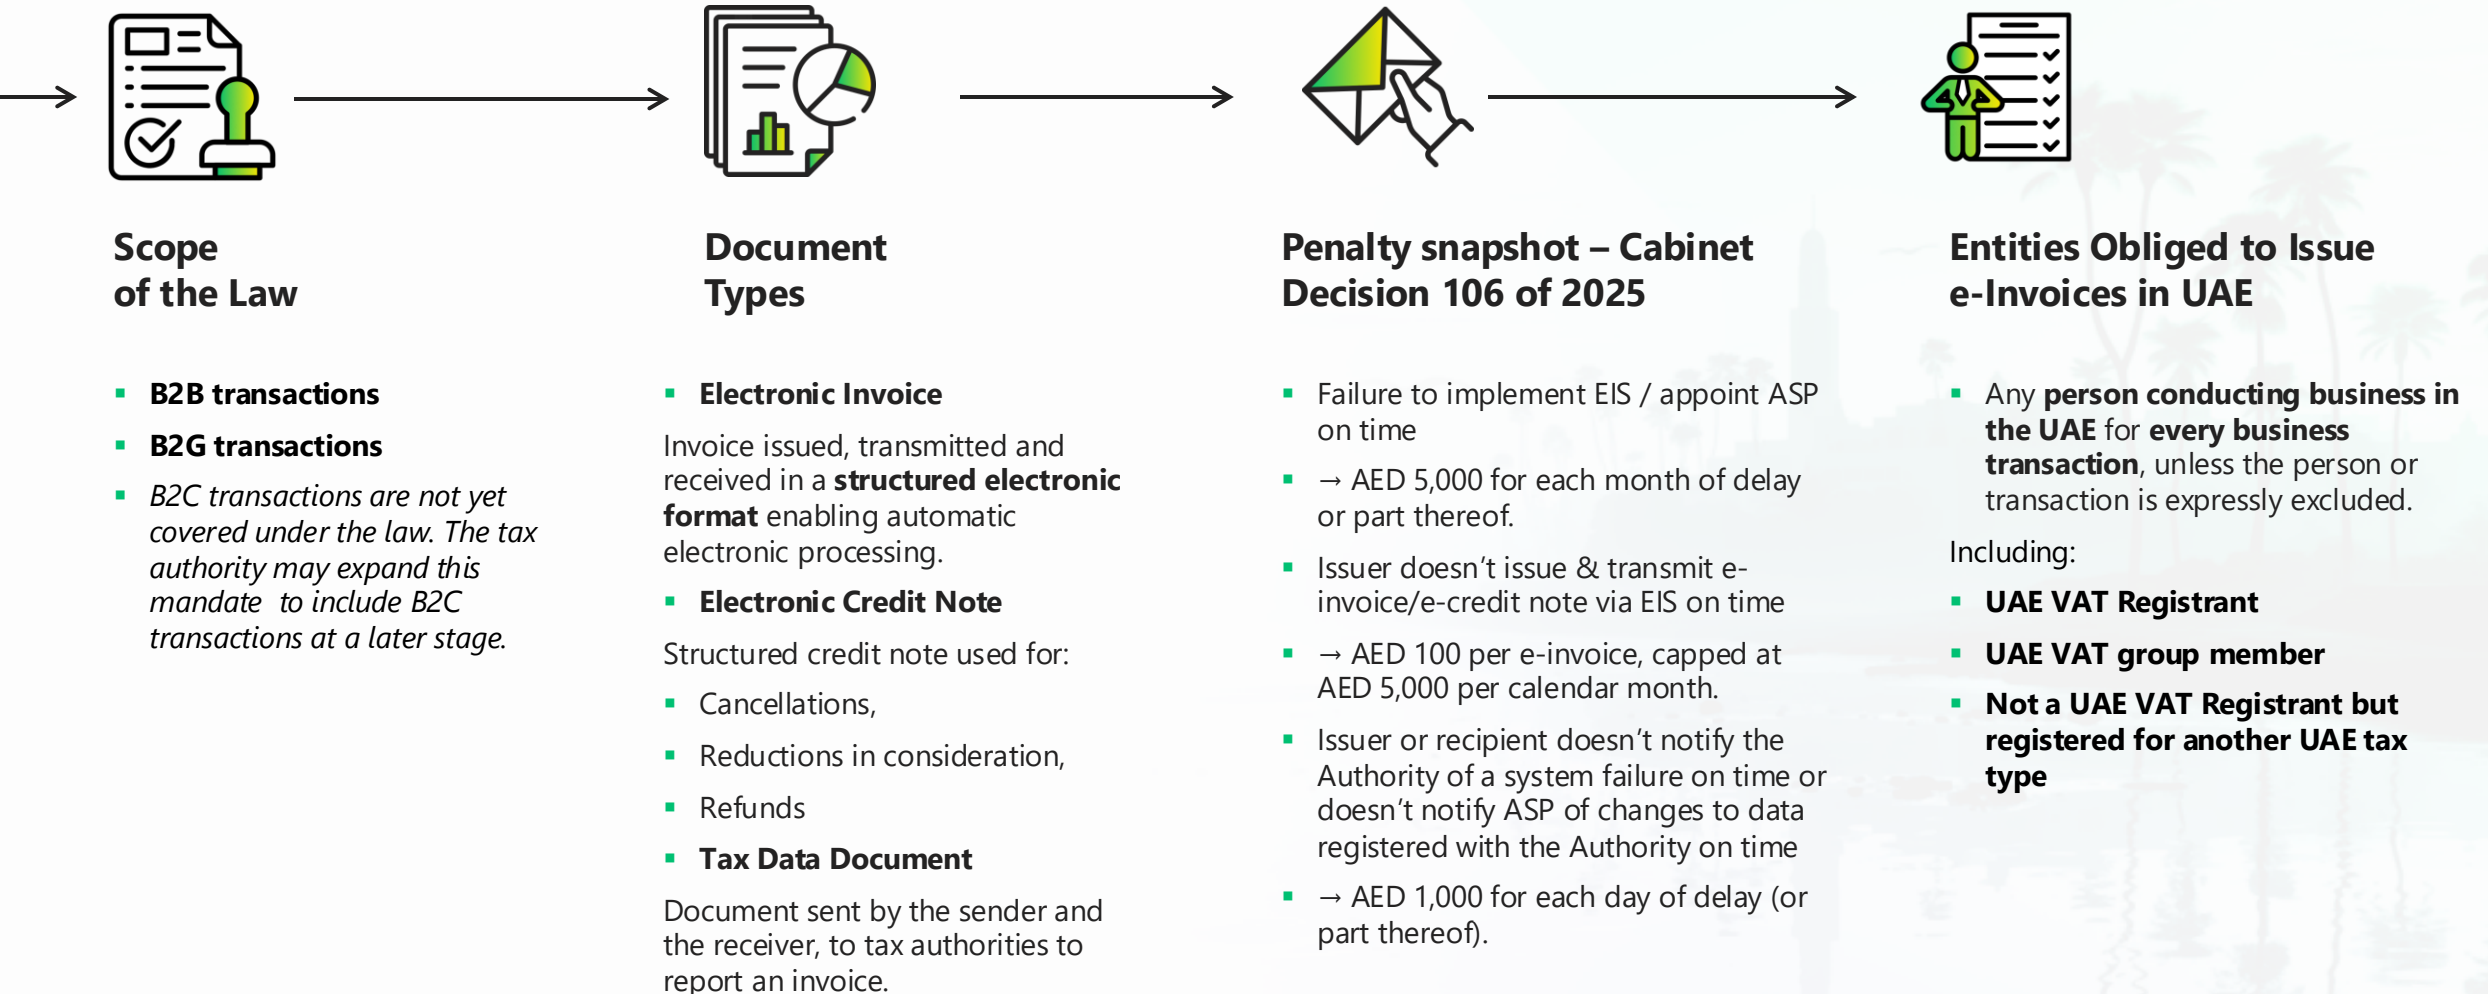 Scope
of the Law
B2B transactions
B2G transactions
B2C transactions are not yet
covered under the law. The tax
authority may expand this
mandate to include B2C
transactions at a later stage.
Document
Types
Electronic Invoice
Invoice issued, transmitted and
received in a structured electronic
format enabling automatic
electronic processing.
Electronic Credit Note
Structured credit note used for:
Cancellations,
Reductions in consideration,
Refunds
Tax Data Document
Document sent by the sender and
the receiver, to tax authorities to
report an invoice.
Penalty snapshot – Cabinet
Decision 106 of 2025
Failure to implement EIS / appoint ASP
on time
→ AED 5,000 for each month of delay
or part thereof.
Issuer doesn’t issue & transmit e-
invoice/e-credit note via EIS on time
→ AED 100 per e-invoice, capped at
AED 5,000 per calendar month.
Issuer or recipient doesn’t notify the
Authority of a system failure on time or
doesn’t notify ASP of changes to data
registered with the Authority on time
→ AED 1,000 for each day of delay (or
part thereof).
Entities Obliged to Issue
e-Invoices in UAE
Any person conducting business in
the UAE for every business
transaction, unless the person or
transaction is expressly excluded.
Including:
UAE VAT Registrant
UAE VAT group member
Not a UAE VAT Registrant but
registered for another UAE tax
type